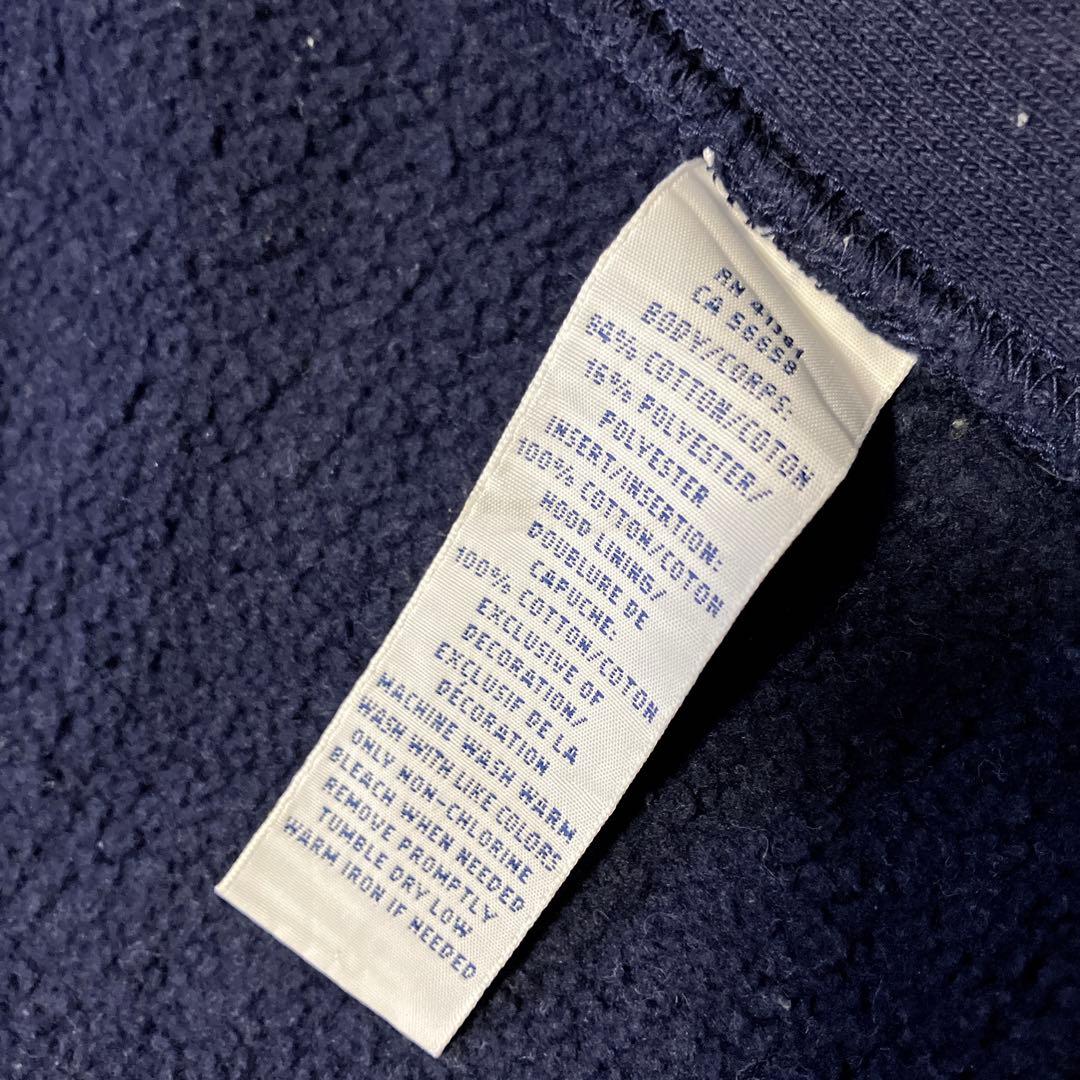 RN 41381
CA 56658
BODY/CORPS:
84% COTTON/COTON
16% POLYESTER/
POLYESTER
INSERT/INSERTION:
100% COTTON/COTON
HOOD LINING/
DOUBLURE DE
CAPUCHE:
100% COTTON/COTON
EXCLUSIVE OF
DECORATION/
EXCLUSIF DE LA
DÉCORATION
MACHINE WASH WARM
WASH WITH LIKE COLORS
ONLY NON-CHLORINE
BLEACH WHEN NEEDED
REMOVE PROMPTLY
TUMBLE DRY LOW
WARM IRON IF NEEDED